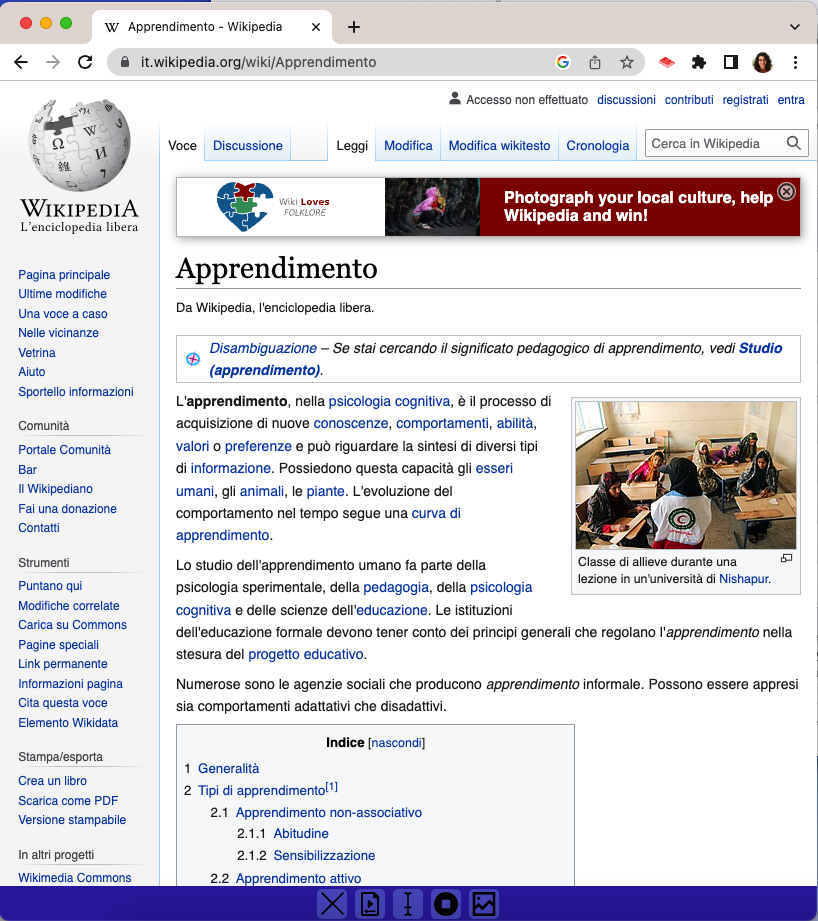 Apprendimento - Wikipedia
it.wikipedia.org/wiki/Apprendimento
Accesso non effettuato discussioni contributi registrati entra
Voce Discussione Leggi Modifica Modifica wikitesto Cronologia Cerca in Wikipedia
WIKIPEDIA
L'enciclopedia libera
Wiki Loves
FOLKLORE
Photograph your local culture, help
Wikipedia and win!
Pagina principale
Ultime modifiche
Una voce a caso
Nelle vicinanze
Vetrina
Aiuto
Sportello informazioni
Comunità
Portale Comunità
Bar
Il Wikipediano
Fai una donazione
Contatti
Strumenti
Puntano qui
Modifiche correlate
Carica su Commons
Pagine speciali
Link permanente
Informazioni pagina
Cita questa voce
Elemento Wikidata
Stampa/esporta
Crea un libro
Scarica come PDF
Versione stampabile
In altri progetti
Wikimedia Commons
Apprendimento
Da Wikipedia, l'enciclopedia libera.
Disambiguazione – Se stai cercando il significato pedagogico di apprendimento, vedi Studio
(apprendimento).
L'apprendimento, nella psicologia cognitiva, è il processo di
acquisizione di nuove conoscenze, comportamenti, abilità,
valori o preferenze e può riguardare la sintesi di diversi tipi
di informazione. Possiedono questa capacità gli esseri
umani, gli animali, le piante. L'evoluzione del
comportamento nel tempo segue una curva di
apprendimento.
Classe di allieve durante una
lezione in un'università di Nishapur.
Lo studio dell'apprendimento umano fa parte della
psicologia sperimentale, della pedagogia, della psicologia
cognitiva e delle scienze dell'educazione. Le istituzioni
dell'educazione formale devono tener conto dei principi generali che regolano l'apprendimento nella
stesura del progetto educativo.
Numerose sono le agenzie sociali che producono apprendimento informale. Possono essere appresi
sia comportamenti adattativi che disadattivi.
Indice [nascondi]
1 Generalità
2 Tipi di apprendimento[1]
2.1 Apprendimento non-associativo
2.1.1 Abitudine
2.1.2 Sensibilizzazione
2.2 Apprendimento attivo